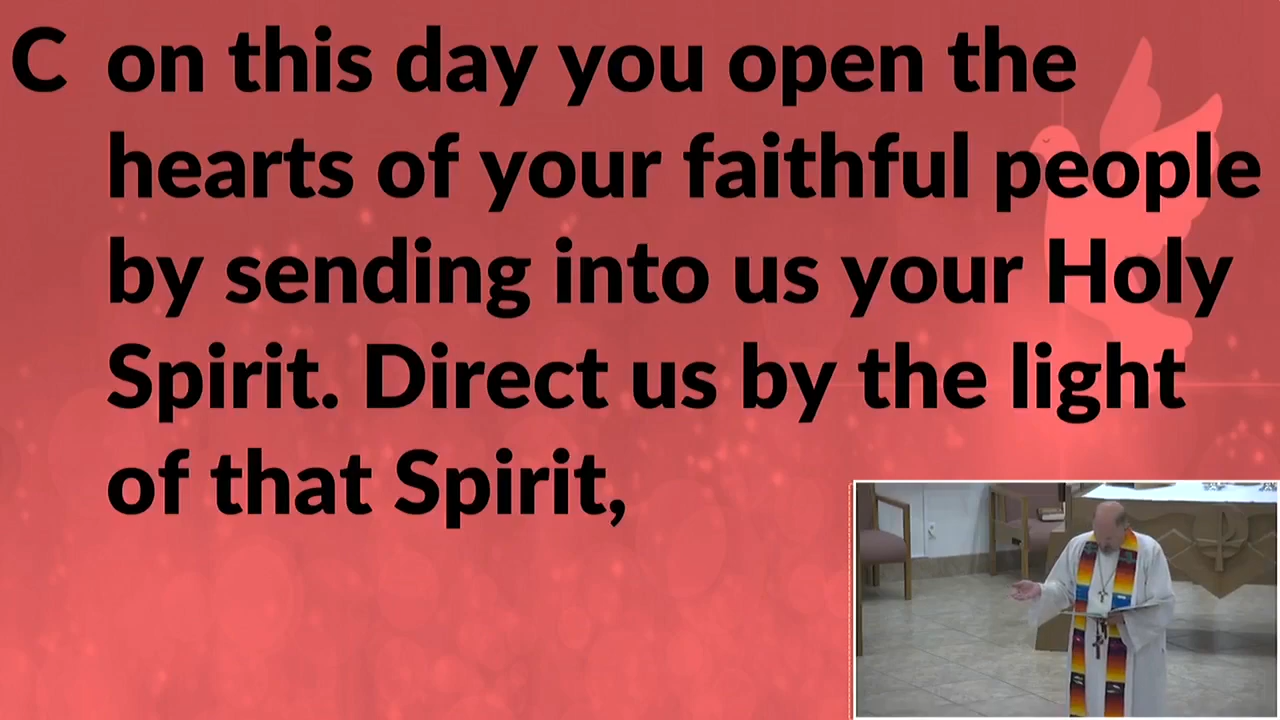 C on this day you open the
hearts of your faithful people
by sending into us your Holy
Spirit. Direct us by the light
of that Spirit,